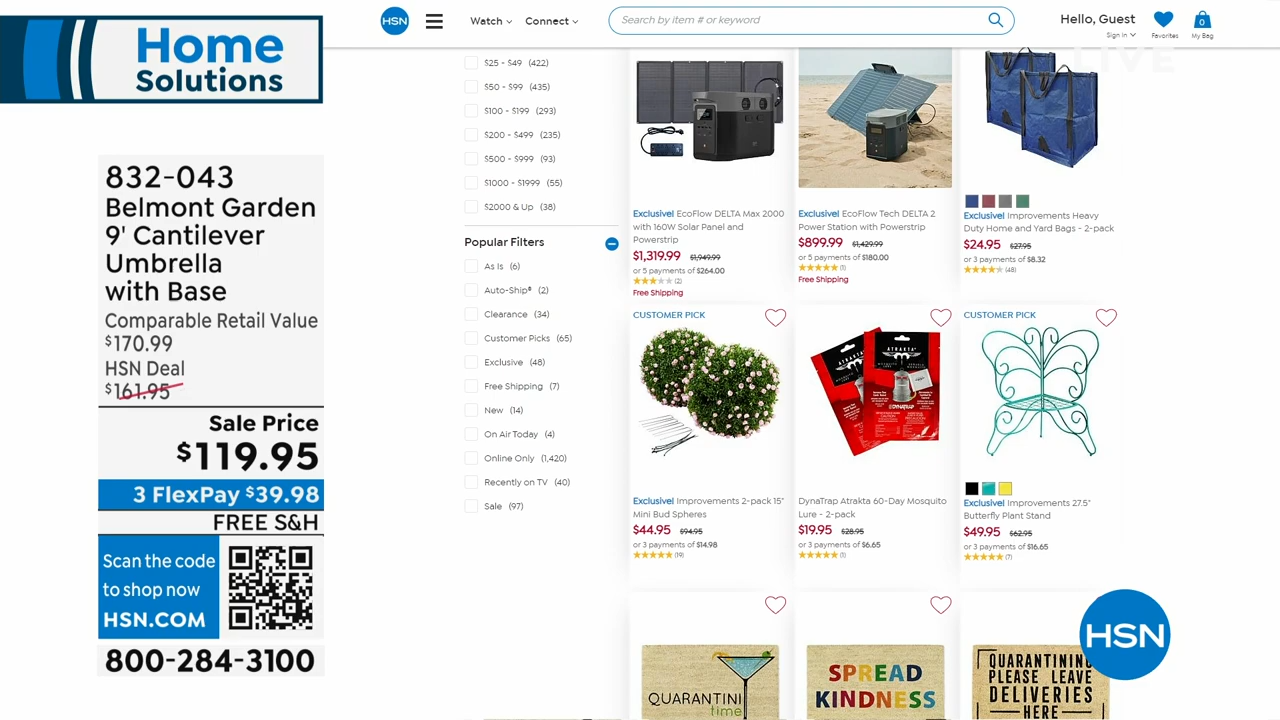 Home
Solutions
832-043
Belmont Garden
9' Cantilever
Umbrella
with Base
Comparable Retail Value
$170.99
HSN Deal
$161.95
Sale Price
$119.95
3 FlexPay $39.98
FREE S&H
Scan the code
to shop now
HSN.COM
800-284-3100
HSN
Watch
Connect
Search by item # or keyword
Hello, Guest
Sign In
Favorites
0
My Bag
LIVE
$25 - $49 (422)
$50 - $99 (435)
$100 - $199 (293)
$200 - $499 (235)
$500 - $999 (93)
$1000 - $1999 (55)
$2000 & Up (38)
Popular Filters
As Is (6)
Auto-Ship® (2)
Clearance (34)
Customer Picks (65)
Exclusive (48)
Free Shipping (7)
New (14)
On Air Today (4)
Online Only (1,420)
Recently on TV (40)
Sale (97)
Exclusive! EcoFlow DELTA Max 2000
with 160W Solar Panel and
Powerstrip
$1,319.99 $1,949.99
or 5 payments of $264.00
(2)
Free Shipping
Exclusive! EcoFlow Tech DELTA 2
Power Station with Powerstrip
$899.99 $1,429.99
or 5 payments of $180.00
(1)
Free Shipping
Exclusive! Improvements Heavy
Duty Home and Yard Bags - 2-pack
$24.95 $27.95
or 3 payments of $8.32
(48)
CUSTOMER PICK
Exclusive! Improvements 2-pack 15"
Mini Bud Spheres
$44.95 $94.95
or 3 payments of $14.98
(19)
ATRAKTA
DYNATRAP
DynaTrap Atrakta 60-Day Mosquito
Lure - 2-pack
$19.95 $28.95
or 3 payments of $6.65
(1)
CUSTOMER PICK
Exclusive! Improvements 27.5"
Butterfly Plant Stand
$49.95 $62.95
or 3 payments of $16.65
(7)
QUARANTINI
time
SPREAD
KINDNESS
QUARANTINING
PLEASE LEAVE
DELIVERIES
HERE
HSN